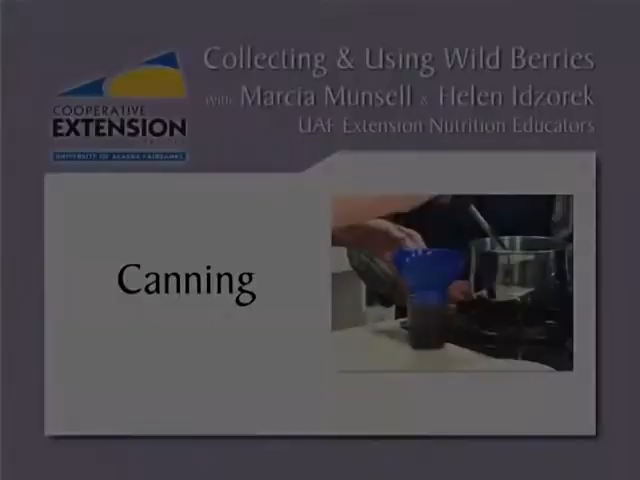 Collecting & Using Wild Berries
With Marcia Munsell & Helen Idzorek
UAF Extension Nutrition Educators
COOPERATIVE
EXTENSION
UNIVERSITY OF ALASKA FAIRBANKS
Canning